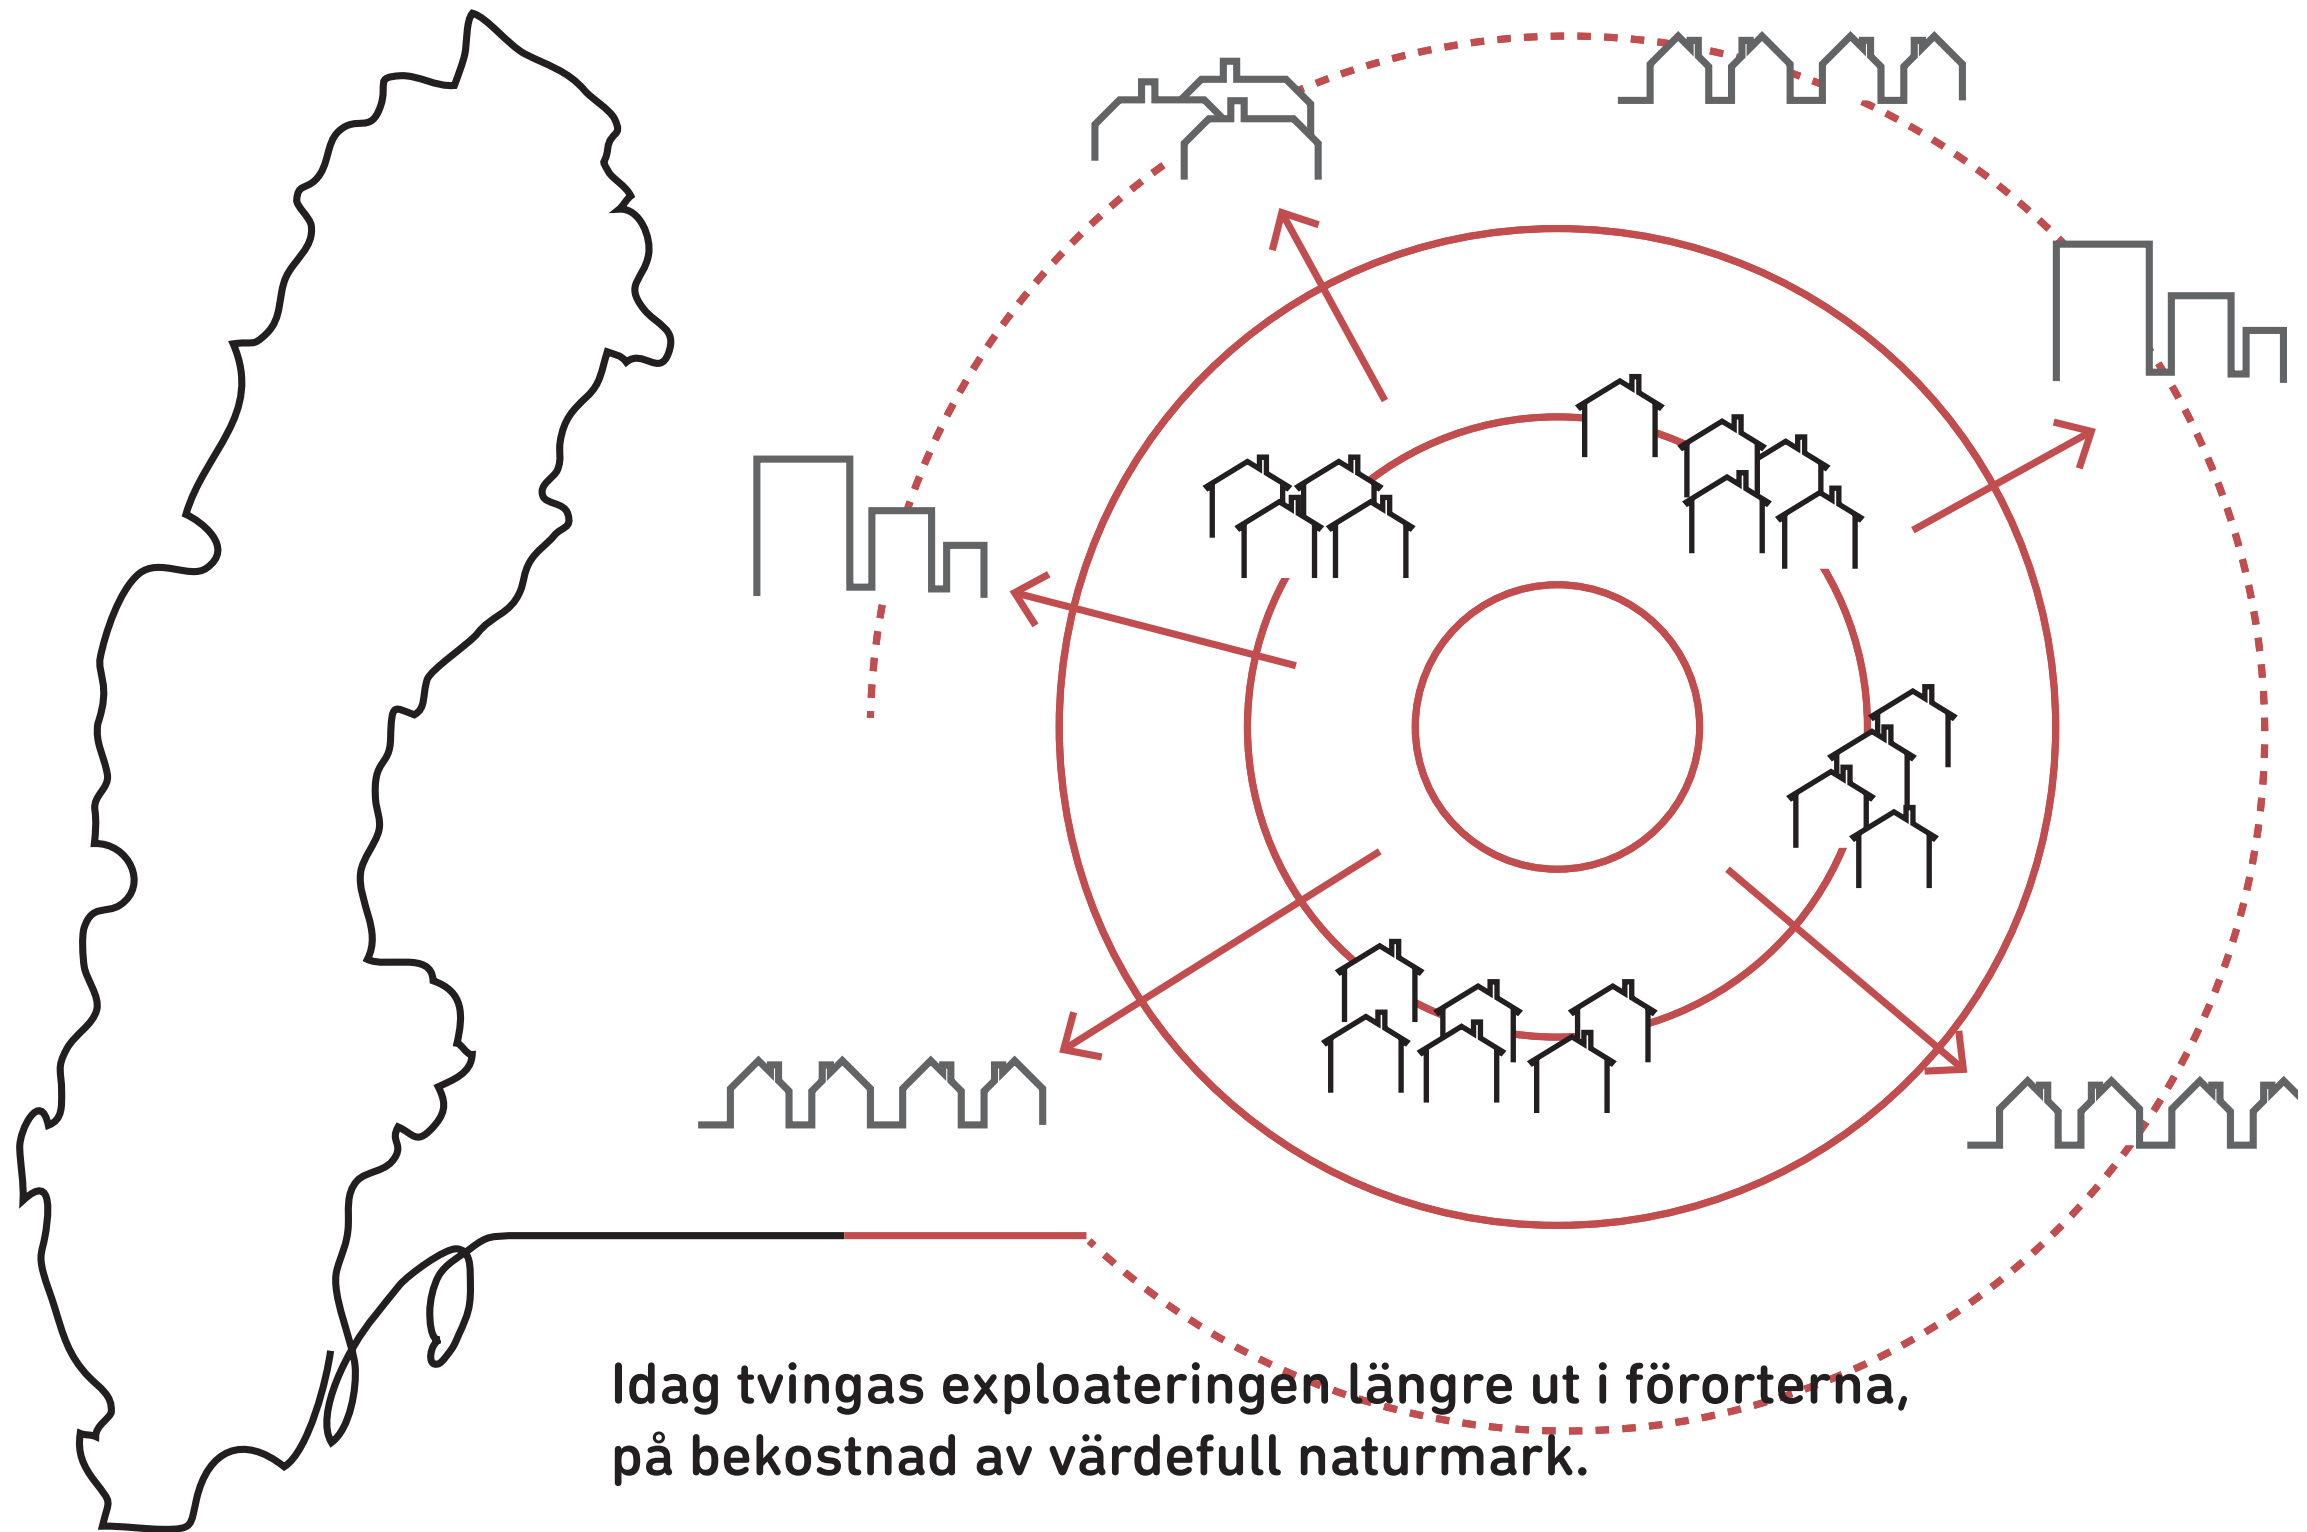 Idag tvingas exploateringen längre ut i förorterna,
på bekostnad av värdefull naturmark.